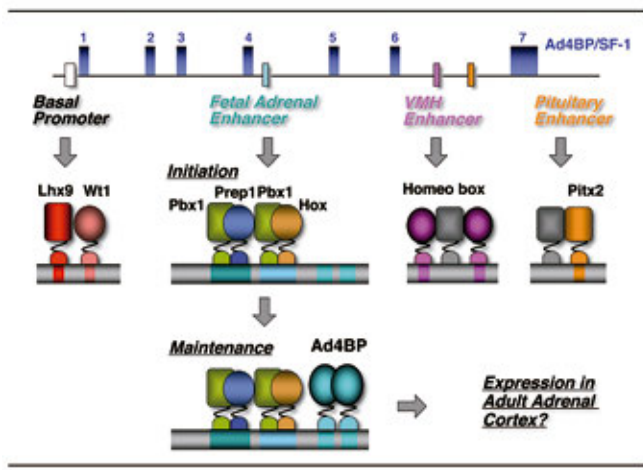 1 2 3 4 5 6 7 Ad4BP/SF-1
Basal
Promoter
Fetal Adrenal
Enhancer
VMH
Enhancer
Pituitary
Enhancer
Initiation
Lhx9 Wt1
Pbx1 Prep1 Pbx1 Hox
Homeo box
Pitx2
Maintenance
Ad4BP
Expression in
Adult Adrenal
Cortex?